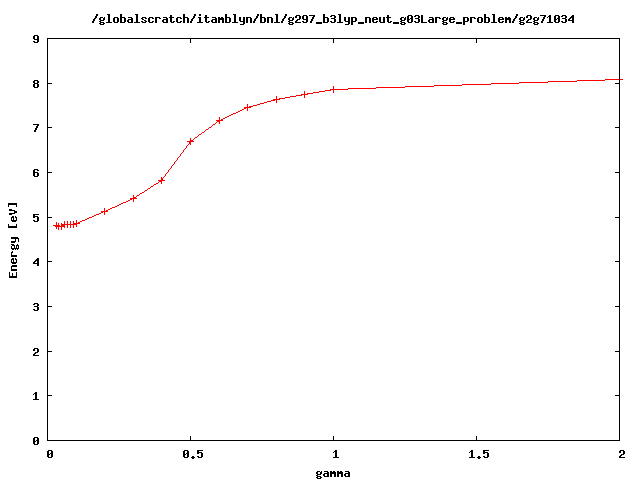 /globalscratch/itamblyn/bnl/g297_b3lyp_neut_g03Large_problem/g2g71034
9
8
7
6
5
4
3
2
1
0
Energy [eV]
0 0.5 1 1.5 2
gamma